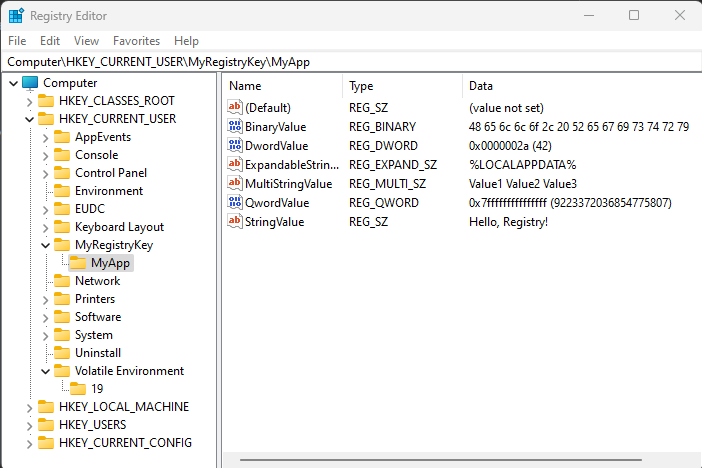 Registry Editor
File Edit View Favorites Help
Computer\HKEY_CURRENT_USER\MyRegistryKey\MyApp
Computer
HKEY_CLASSES_ROOT
HKEY_CURRENT_USER
AppEvents
Console
Control Panel
Environment
EUDC
Keyboard Layout
MyRegistryKey
MyApp
Network
Printers
Software
System
Uninstall
Volatile Environment
19
HKEY_LOCAL_MACHINE
HKEY_USERS
HKEY_CURRENT_CONFIG
Name Type Data
(Default) REG_SZ (value not set)
BinaryValue REG_BINARY 48 65 6c 6c 6f 2c 20 52 65 67 69 73 74 72 79
DwordValue REG_DWORD 0x0000002a (42)
ExpandableStrin... REG_EXPAND_SZ %LOCALAPPDATA%
MultiStringValue REG_MULTI_SZ Value1 Value2 Value3
QwordValue REG_QWORD 0x7fffffffffffffff (9223372036854775807)
StringValue REG_SZ Hello, Registry!